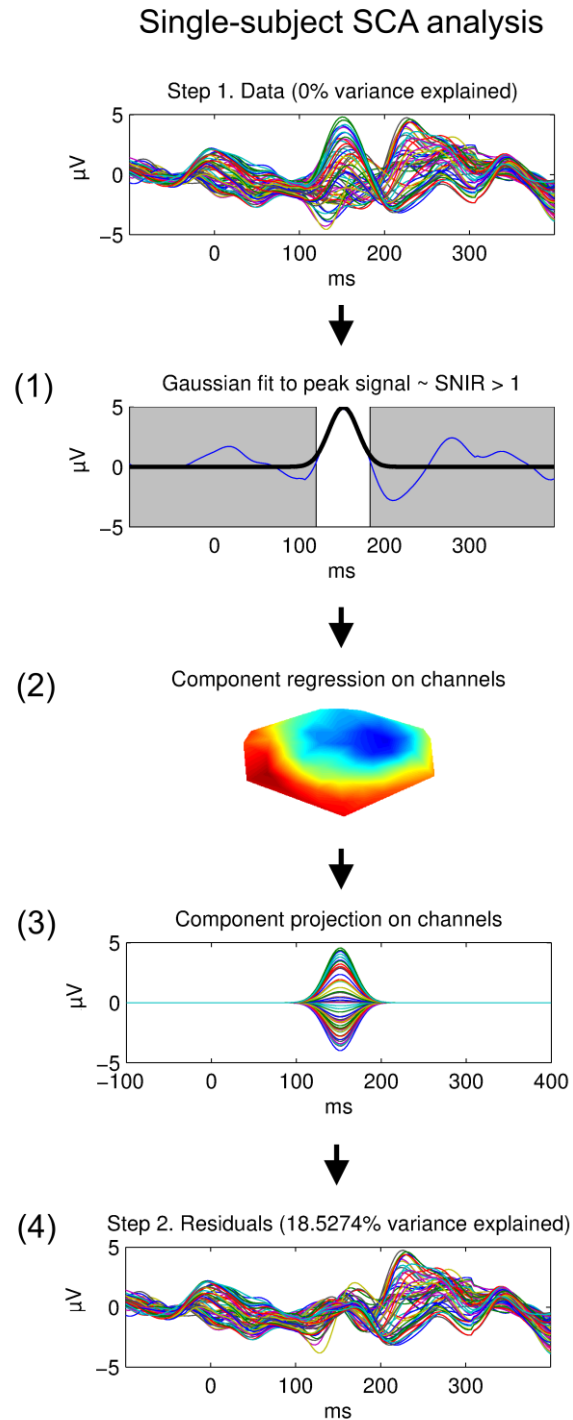 Single-subject SCA analysis
Step 1. Data (0% variance explained)
5
0
−5
µV
0 100 200 300
ms
(1)
Gaussian fit to peak signal ~ SNIR > 1
5
0
−5
µV
0 100 200 300
ms
(2)
Component regression on channels
(3)
Component projection on channels
5
0
−5
µV
−100 0 100 200 300 400
ms
(4)
Step 2. Residuals (18.5274% variance explained)
5
0
−5
µV
0 100 200 300
ms